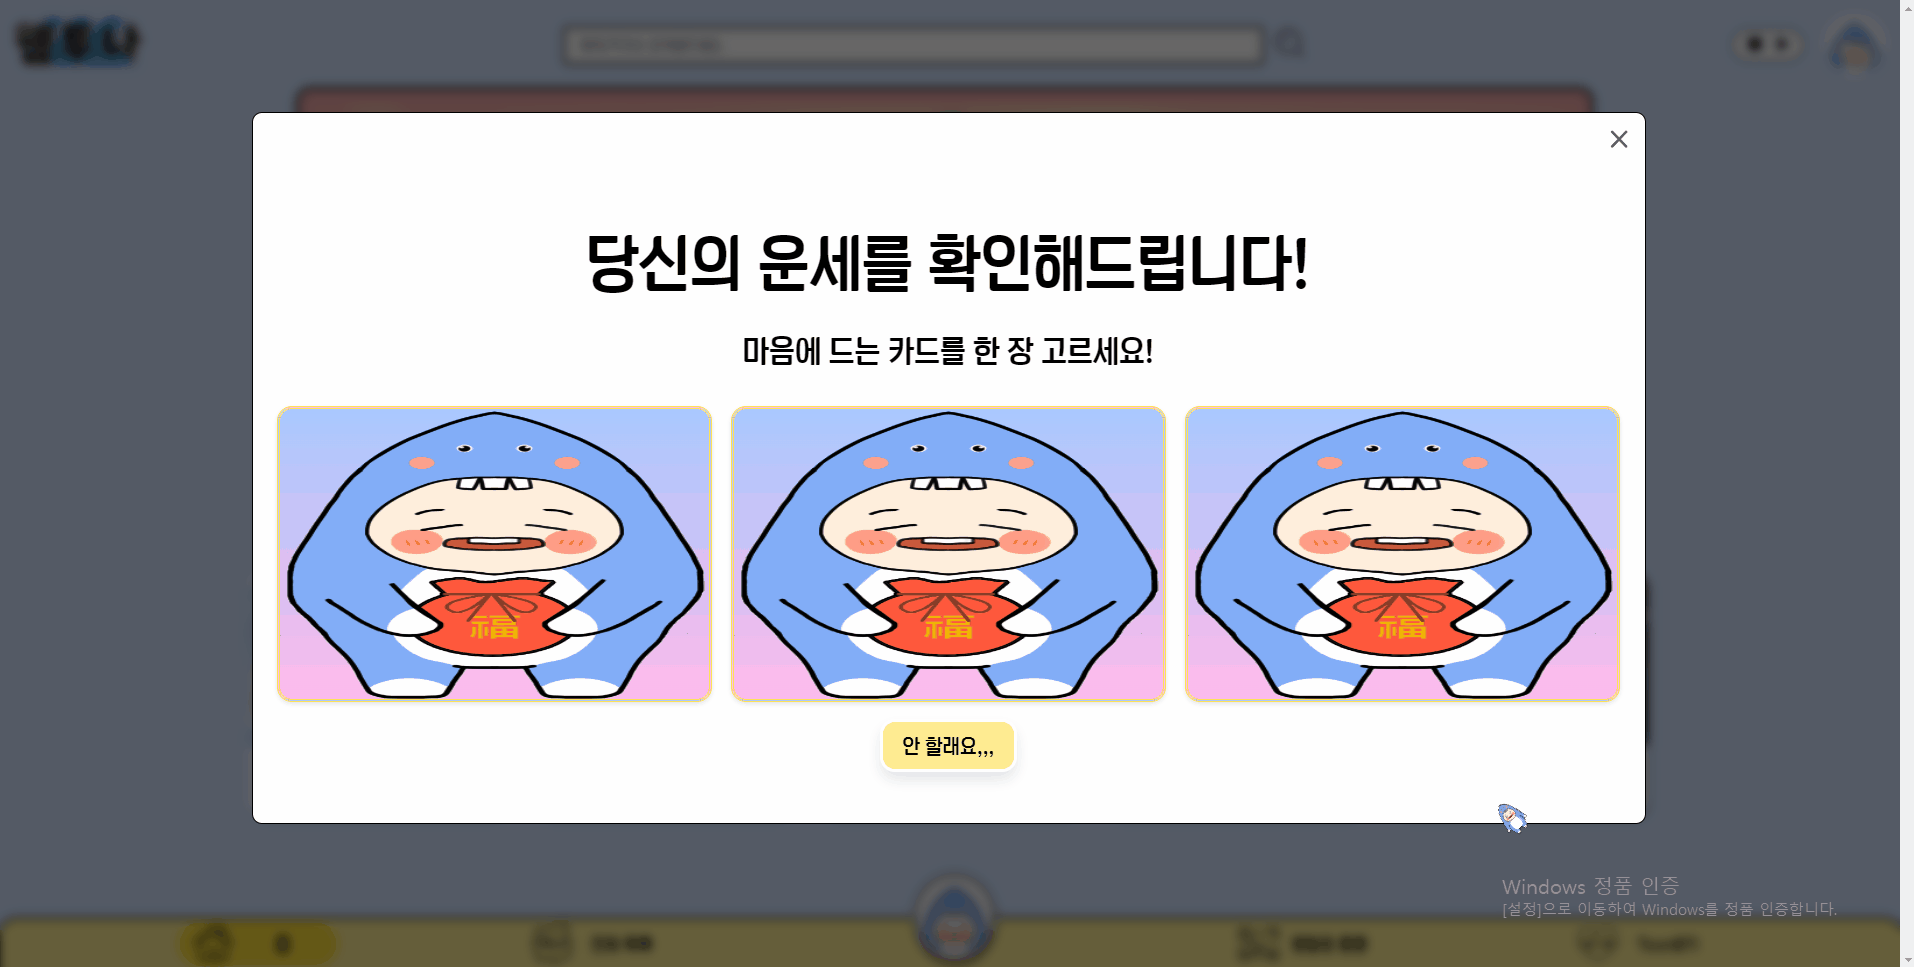 당신의 운세를 확인해드립니다!
마음에 드는 카드를 한 장 고르세요!
福 福 福
안 할래요,,,
Windows 정품 인증
[설정]으로 이동하여 Windows를 정품 인증합니다.